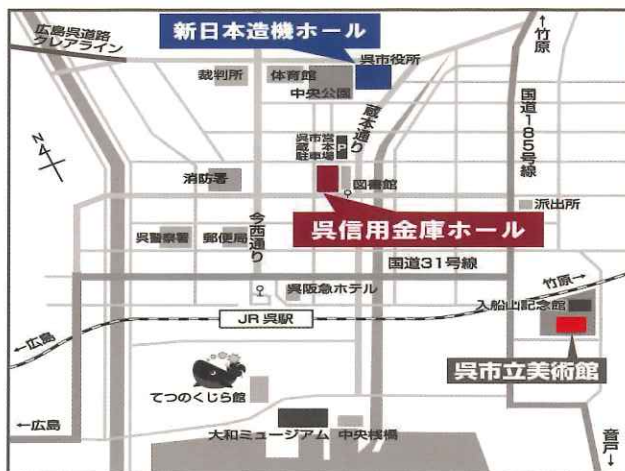 広島呉道路
クレアライン
新日本造機ホール
呉市役所
↑竹原
裁判所
体育館
中央公園
蔵本通り
国道185号線
N
呉市営
蔵本
駐車場
P
消防署
図書館
派出所
呉信用金庫ホール
呉警察署
郵便局
今西通り
国道31号線
竹原→
呉阪急ホテル
入船山記念館
JR 呉駅
←広島
呉市立美術館
てつのくじら館
←広島
大和ミュージアム
中央桟橋
音戸↓